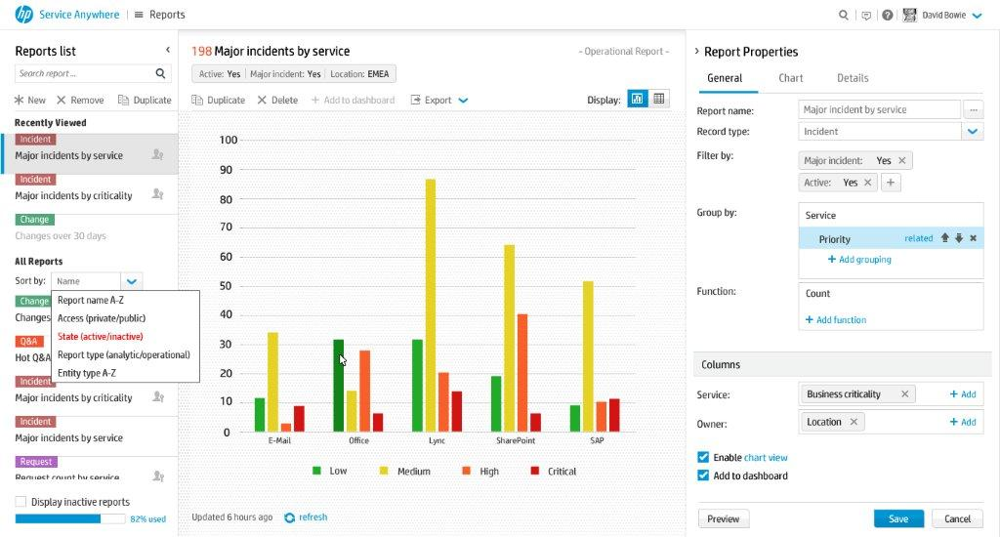 hp Service Anywhere Reports David Bowie
Reports list
Search report ...
New Remove Duplicate
Recently Viewed
Incident
Major incidents by service
Incident
Major incidents by criticality
Change
Changes over 30 days
All Reports
Sort by: Name
Report name A-Z
Access (private/public)
State (active/inactive)
Report type (analytic/operational)
Entity type A-Z
Change
Changes
Q&A
Hot Q&A
Incident
Major incidents by criticality
Incident
Major incidents by service
Request
Request count by service
Display inactive reports
82% used
198 Major incidents by service
- Operational Report -
Active: Yes Major incident: Yes Location: EMEA
Duplicate Delete + Add to dashboard Export Display:
100
90
80
70
60
50
40
30
20
10
0
E-Mail Office Lync SharePoint SAP
Low Medium High Critical
Updated 6 hours ago refresh
Report Properties
General Chart Details
Report name: Major incident by service ...
Record type: Incident
Filter by: Major incident: Yes
Active: Yes +
Group by: Service
Priority related
+ Add grouping
Function: Count
+ Add function
Columns
Service: Business criticality + Add
Owner: Location + Add
Enable chart view
Add to dashboard
Preview Save Cancel